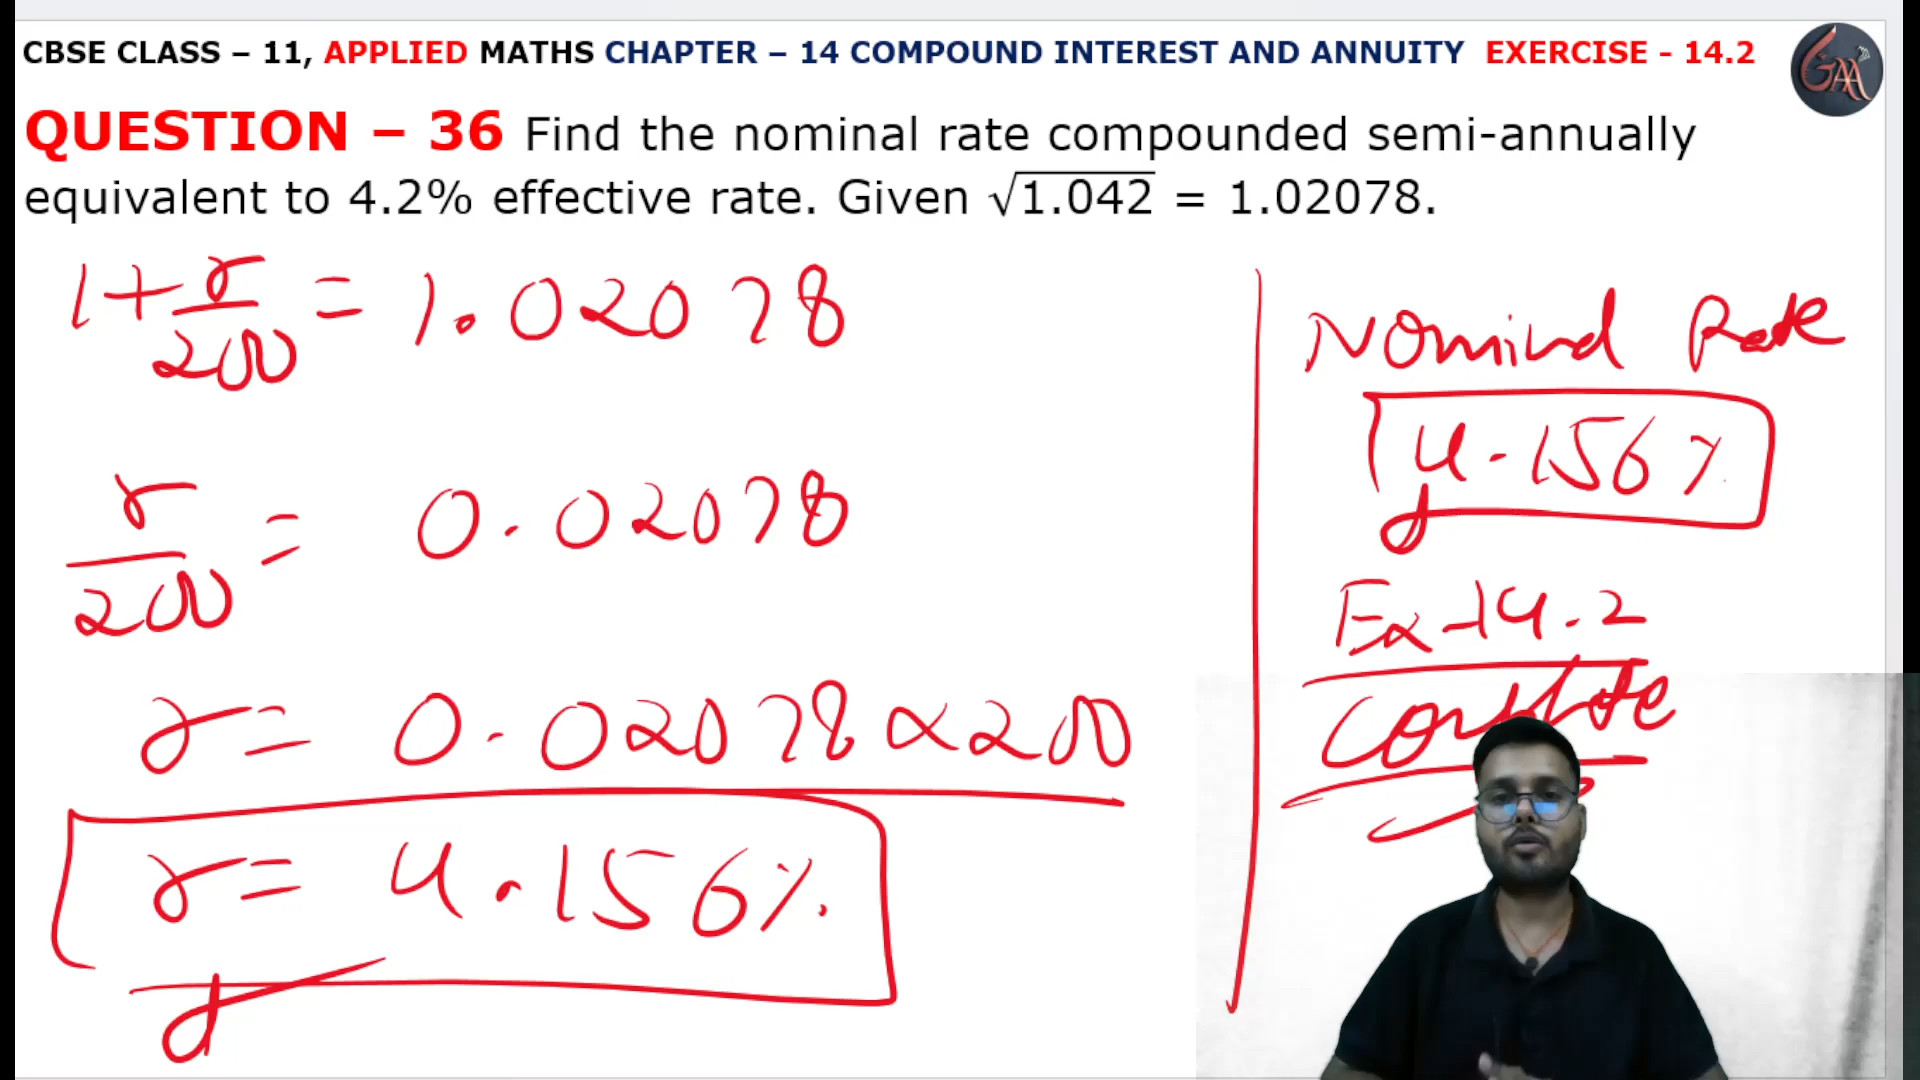 CBSE CLASS – 11, APPLIED MATHS CHAPTER – 14 COMPOUND INTEREST AND ANNUITY EXERCISE - 14.2
GAA
QUESTION – 36 Find the nominal rate compounded semi-annually
equivalent to 4.2% effective rate. Given √1.042 = 1.02078.
1 + r/200 = 1.02078
r/200 = 0.02078
r = 0.02078 × 200
r = 4.156%
Nominal Rate
4.156%
Ex-14.2